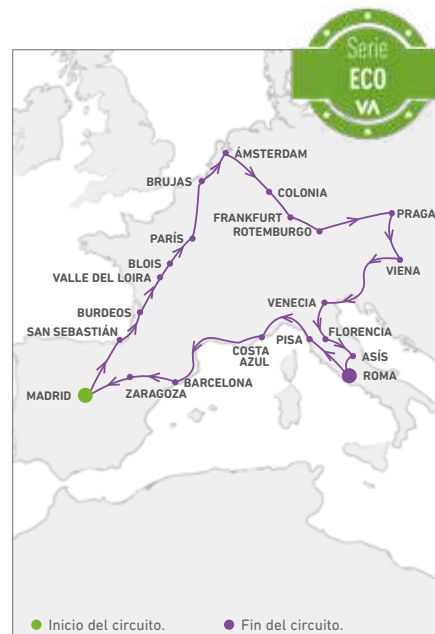 Serie
ECO
VA
ÁMSTERDAM
BRUJAS
COLONIA
FRANKFURT
PRAGA
ROTEMBURGO
PARÍS
BLOIS
VIENA
VALLE DEL LOIRA
VENECIA
BURDEOS
SAN SEBASTIÁN
FLORENCIA
PISA
COSTA
AZUL
ASÍS
ROMA
BARCELONA
MADRID
ZARAGOZA
Inicio del circuito.
Fin del circuito.